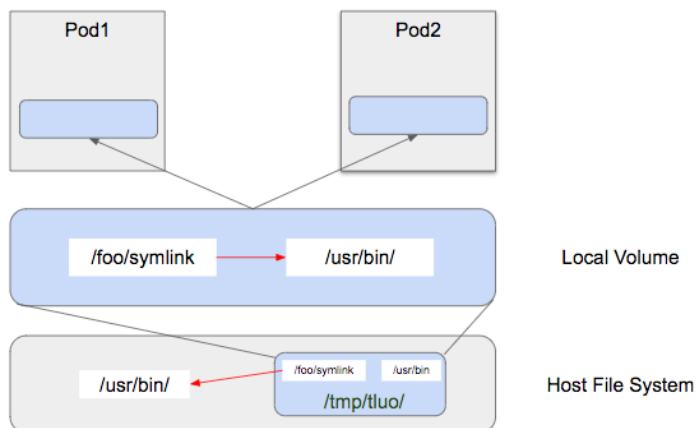 Pod1
Pod2
/foo/symlink
/usr/bin/
Local Volume
/foo/symlink
/usr/bin
/usr/bin/
/tmp/tluo/
Host File System